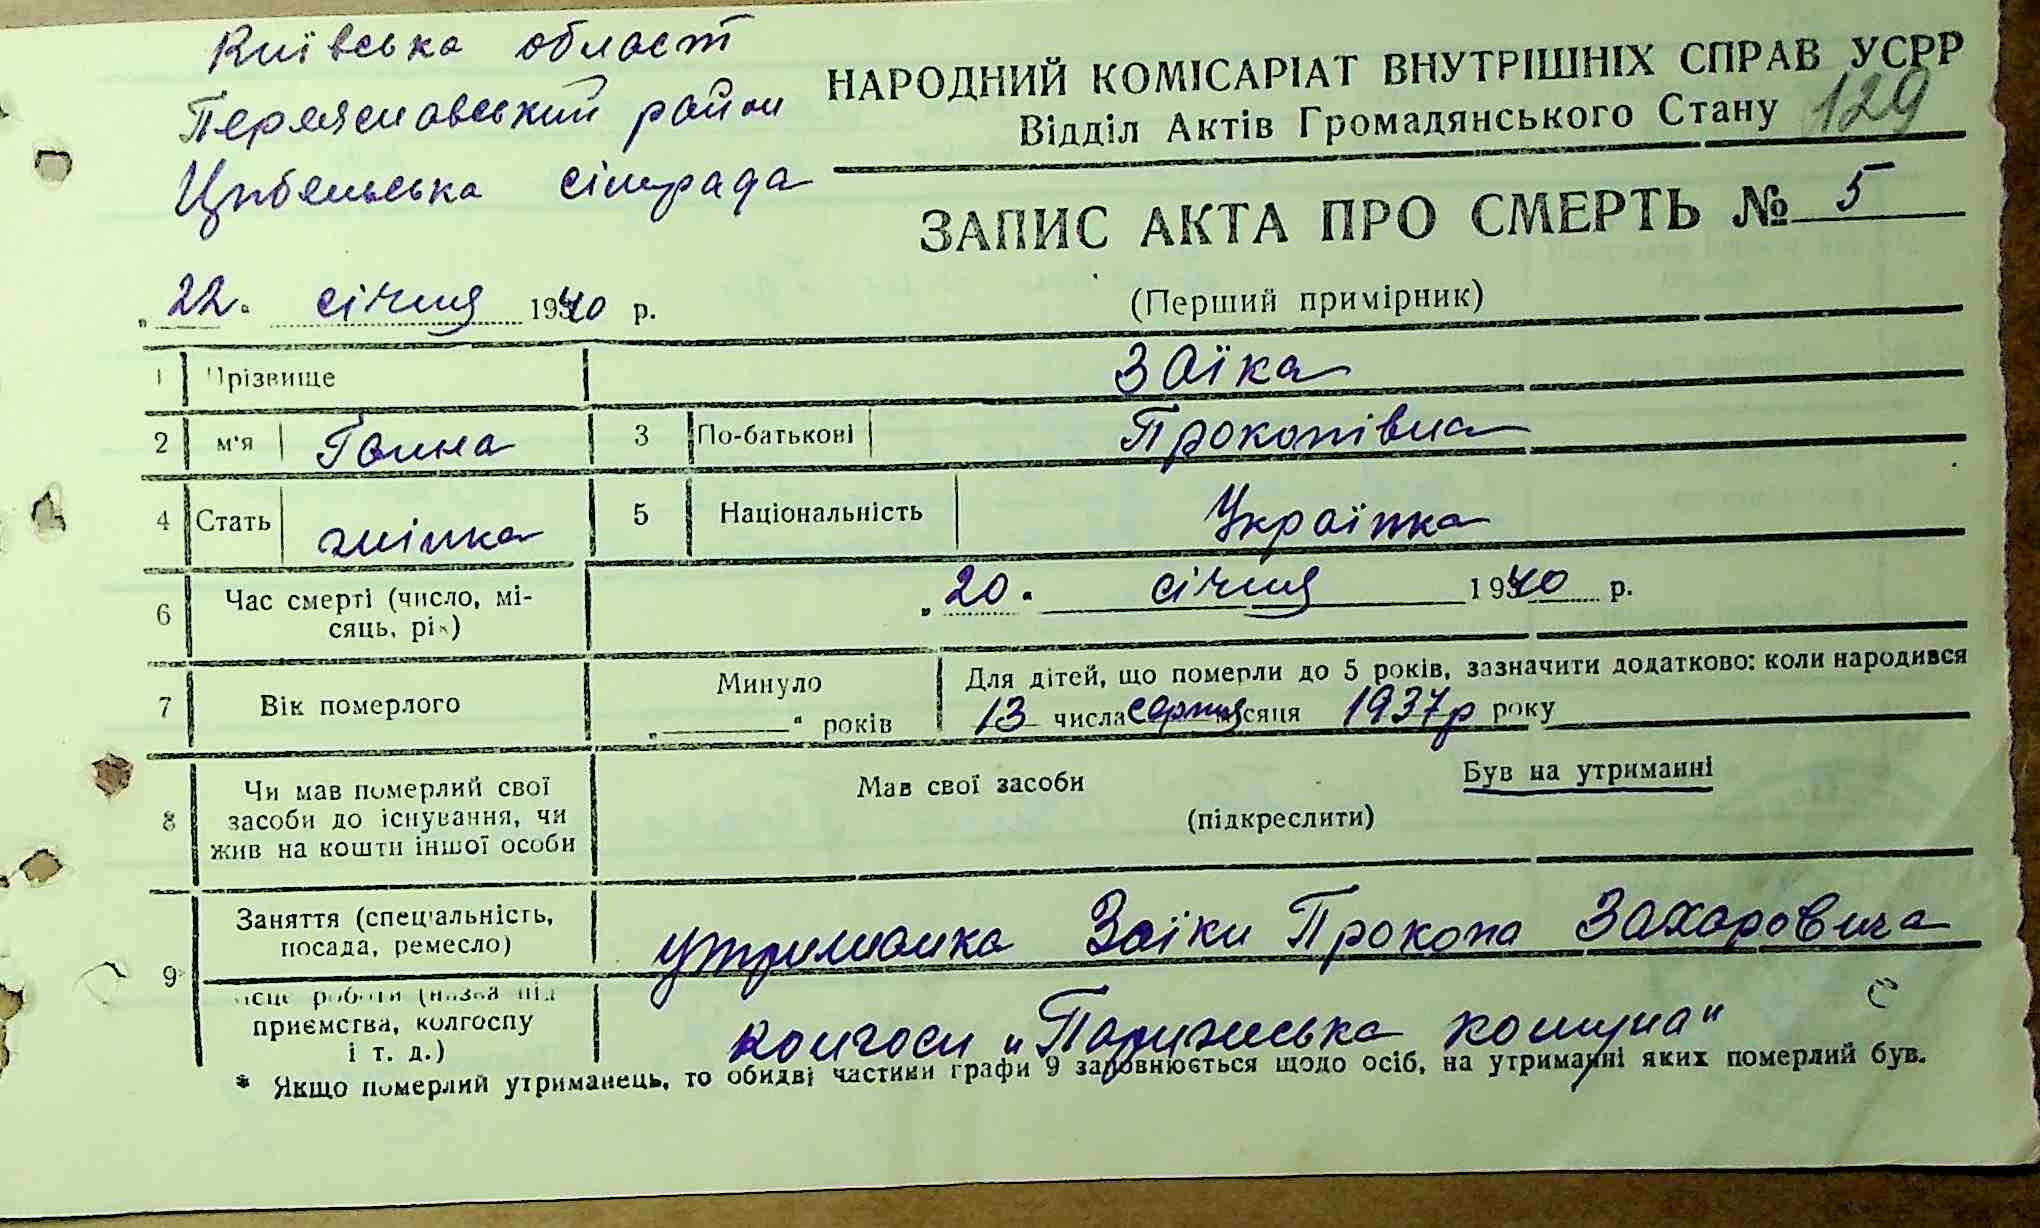 Київська област
Переяславський район
Цибельська сільрада
НАРОДНИЙ КОМІСАРІАТ ВНУТРІШНІХ СПРАВ УСРР
Відділ Актів Громадянського Стану 129
ЗАПИС АКТА ПРО СМЕРТЬ № 5
(Перший примірник)
„ 22 " січня 1940 р.
1 Прізвище Заїка
2 м'я Ганна 3 По-батькові Прокопівна
4 Стать жінка 5 Національність Українка
6 Час смерті (число, мі-
сяць, рік) „ 20 " січня 1940 р.
7 Вік померлого
Минуло
„ " років
Для дітей, що померли до 5 років, зазначити додатково: коли народився
13 числа серпня місяця 1937р року
8 Чи мав померлий свої
засоби до існування, чи
жив на кошти іншої особи
Мав свої засоби Був на утриманні
(підкреслити)
9 Заняття (спеціальність,
посада, ремесло)
утриманка Заїки Прокопа Захаровича
місце роботи (назва під
приємства, колгоспу
і т. д.)
колгосп „Паризька комуна"
* Якщо померлий утриманець, то обидві частини графи 9 заповнюється щодо осіб, на утриманні яких померлий був.